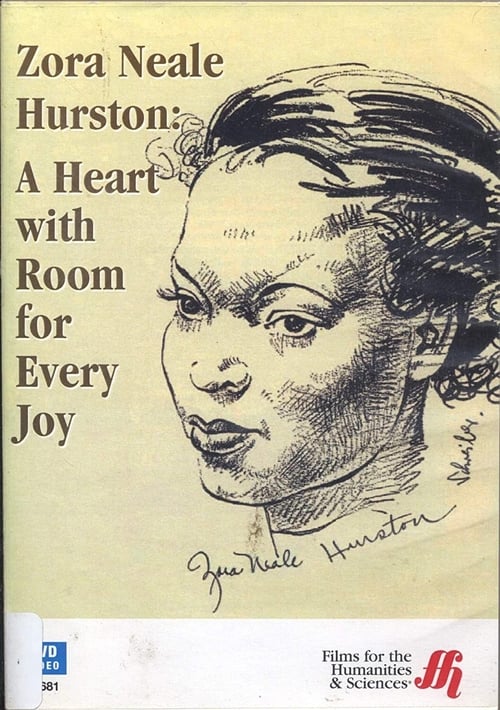 Zora Neale
Hurston:
A Heart
with
Room
for
Every
Joy
Schreiber.
Zora Neale Hurston
VD
DEO
681
Films for the
Humanities
& Sciences®
ffh